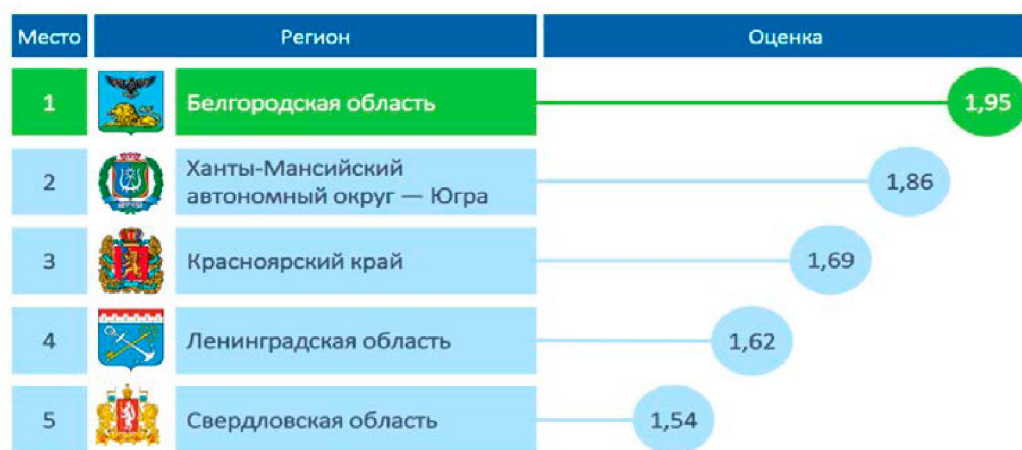 Место Регион Оценка
1 Белгородская область 1,95
2 Ханты-Мансийский
автономный округ — Югра 1,86
3 Красноярский край 1,69
4 Ленинградская область 1,62
5 Свердловская область 1,54